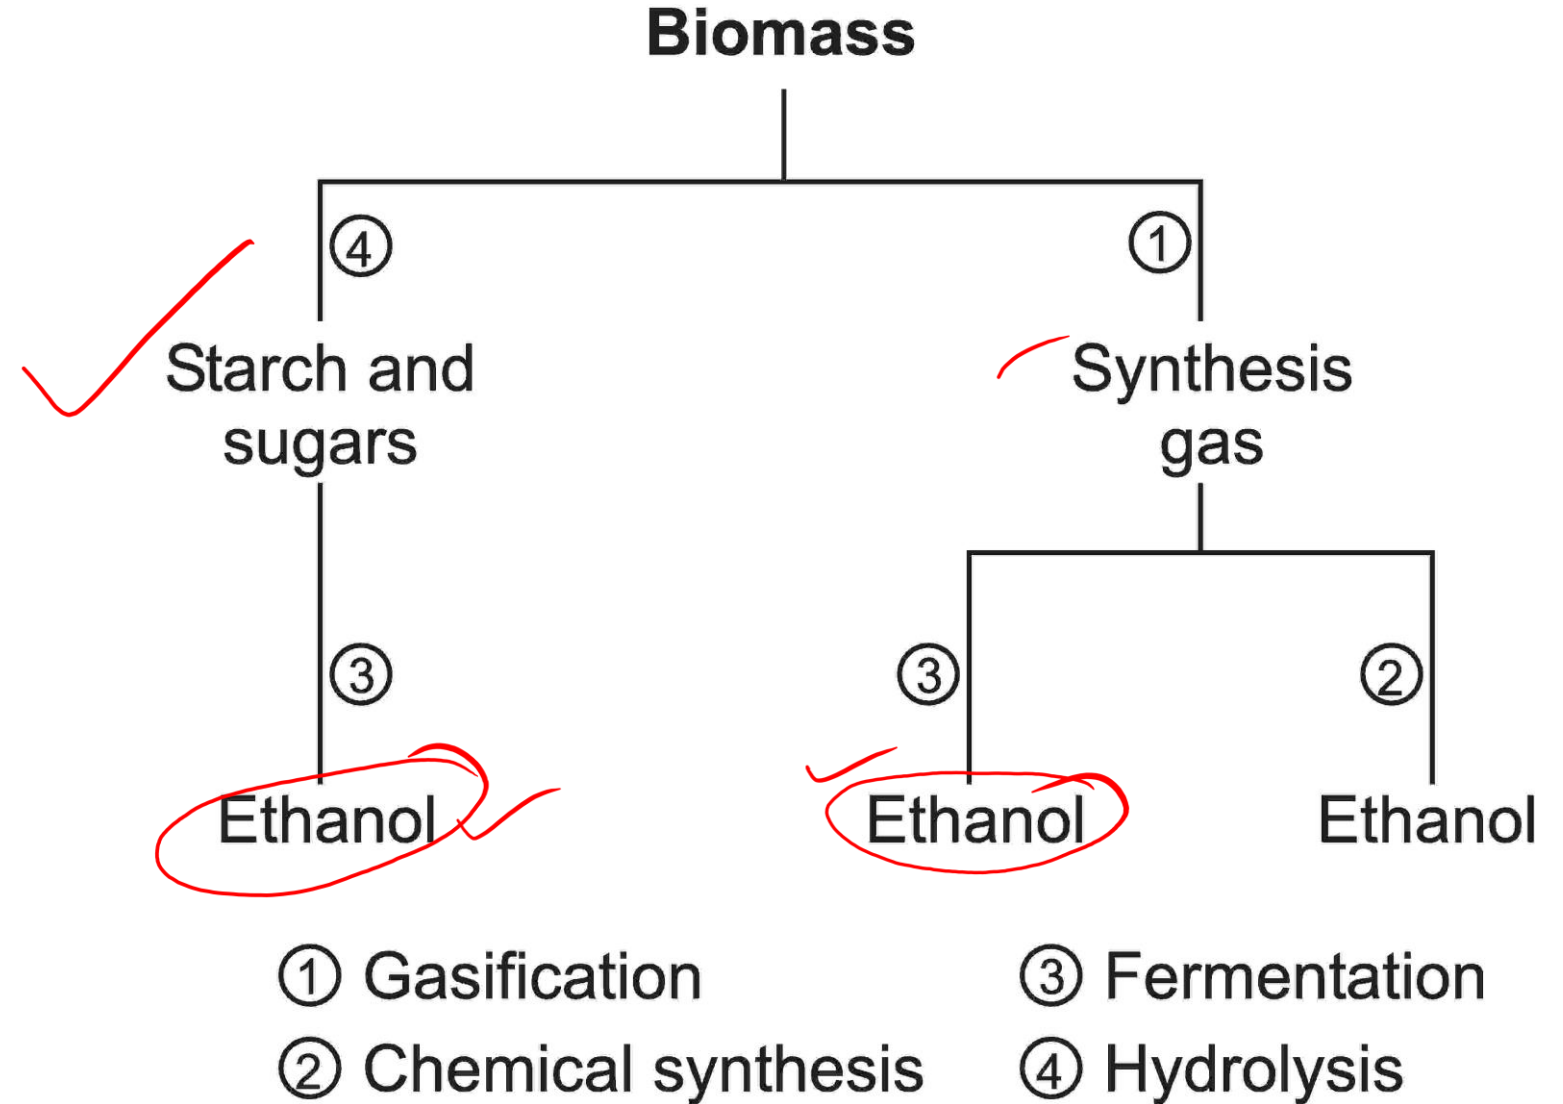 Biomass
④ ①
Starch and
sugars
Synthesis
gas
③ ③ ②
Ethanol Ethanol Ethanol
① Gasification ③ Fermentation
② Chemical synthesis ④ Hydrolysis